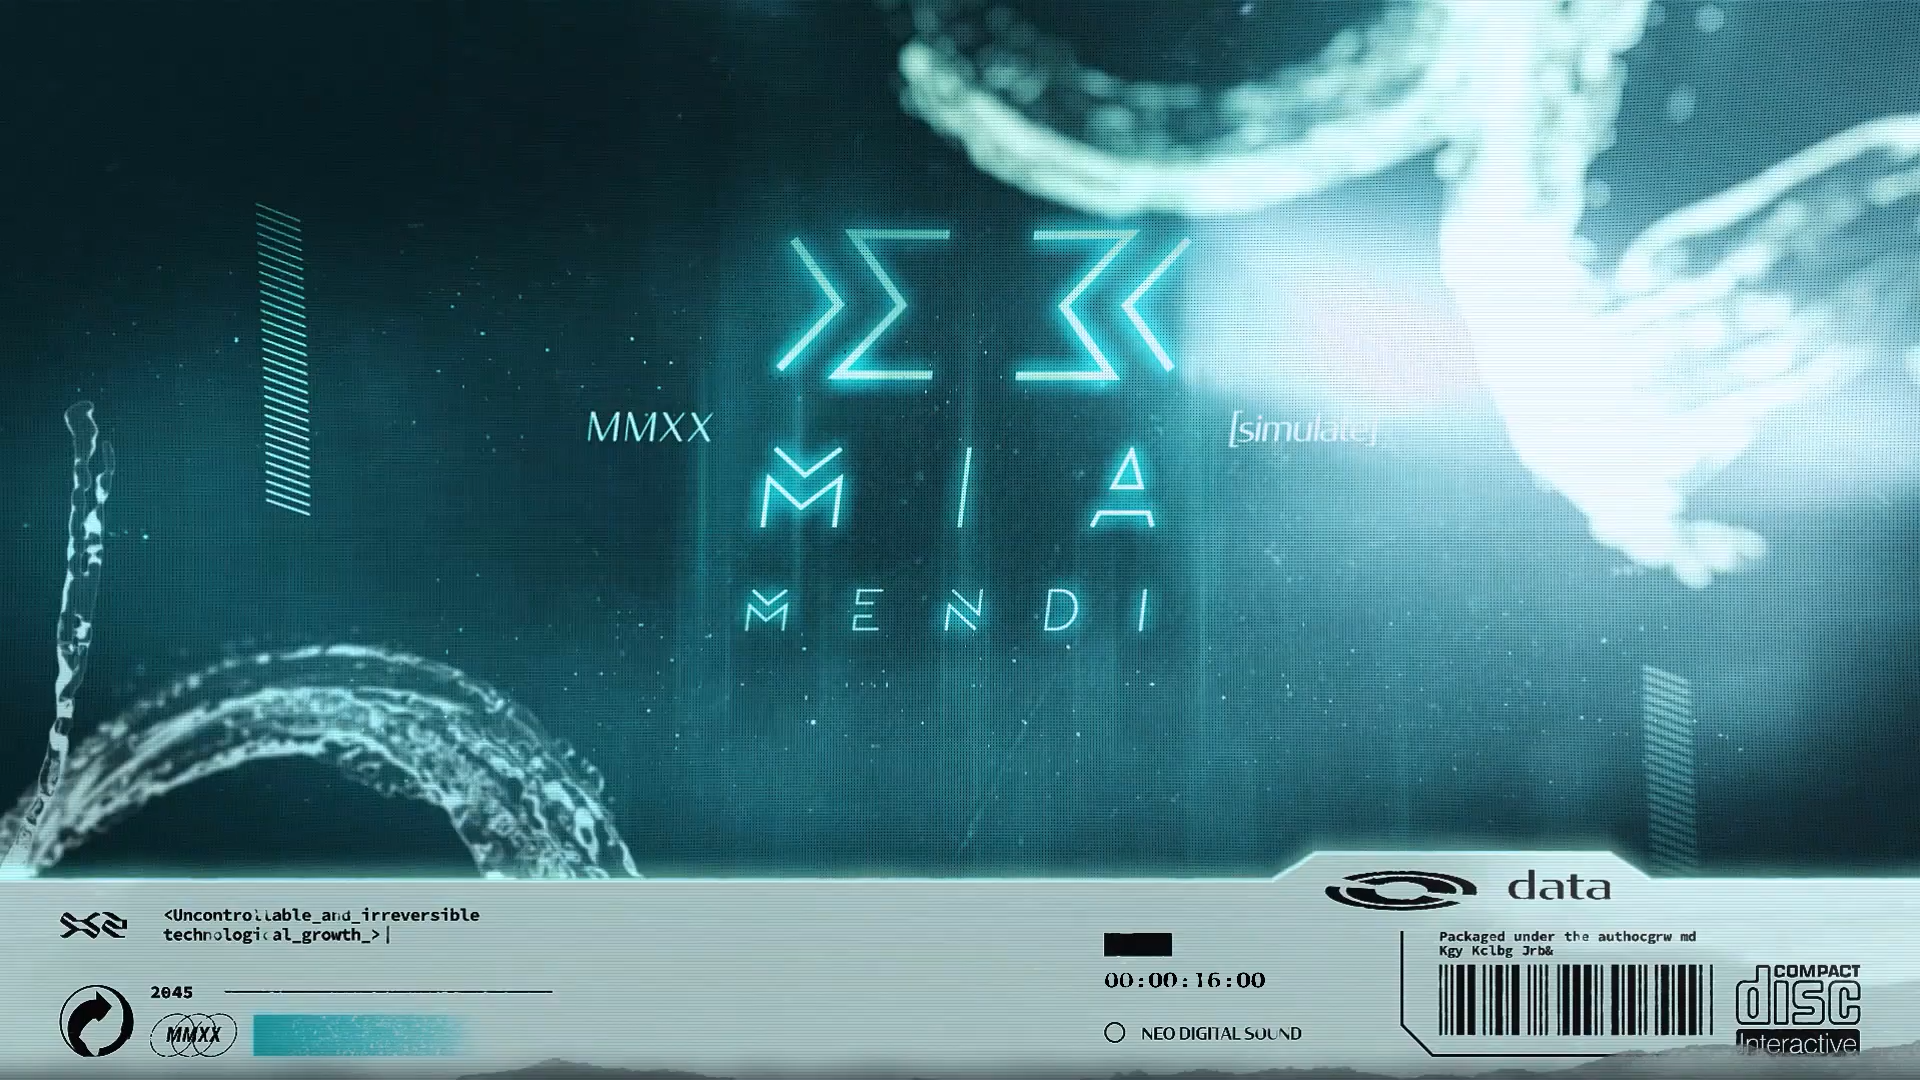 MMXX
[simulate]
MIA
MENDI
data
<Uncontrollable_and_irreversible
technological_growth_>|
Packaged under the authocgrw md
Kgy Kclbg Jrb&
00:00:16:00
2045
MMXX
NEO DIGITAL SOUND
COMPACT
disc
Interactive